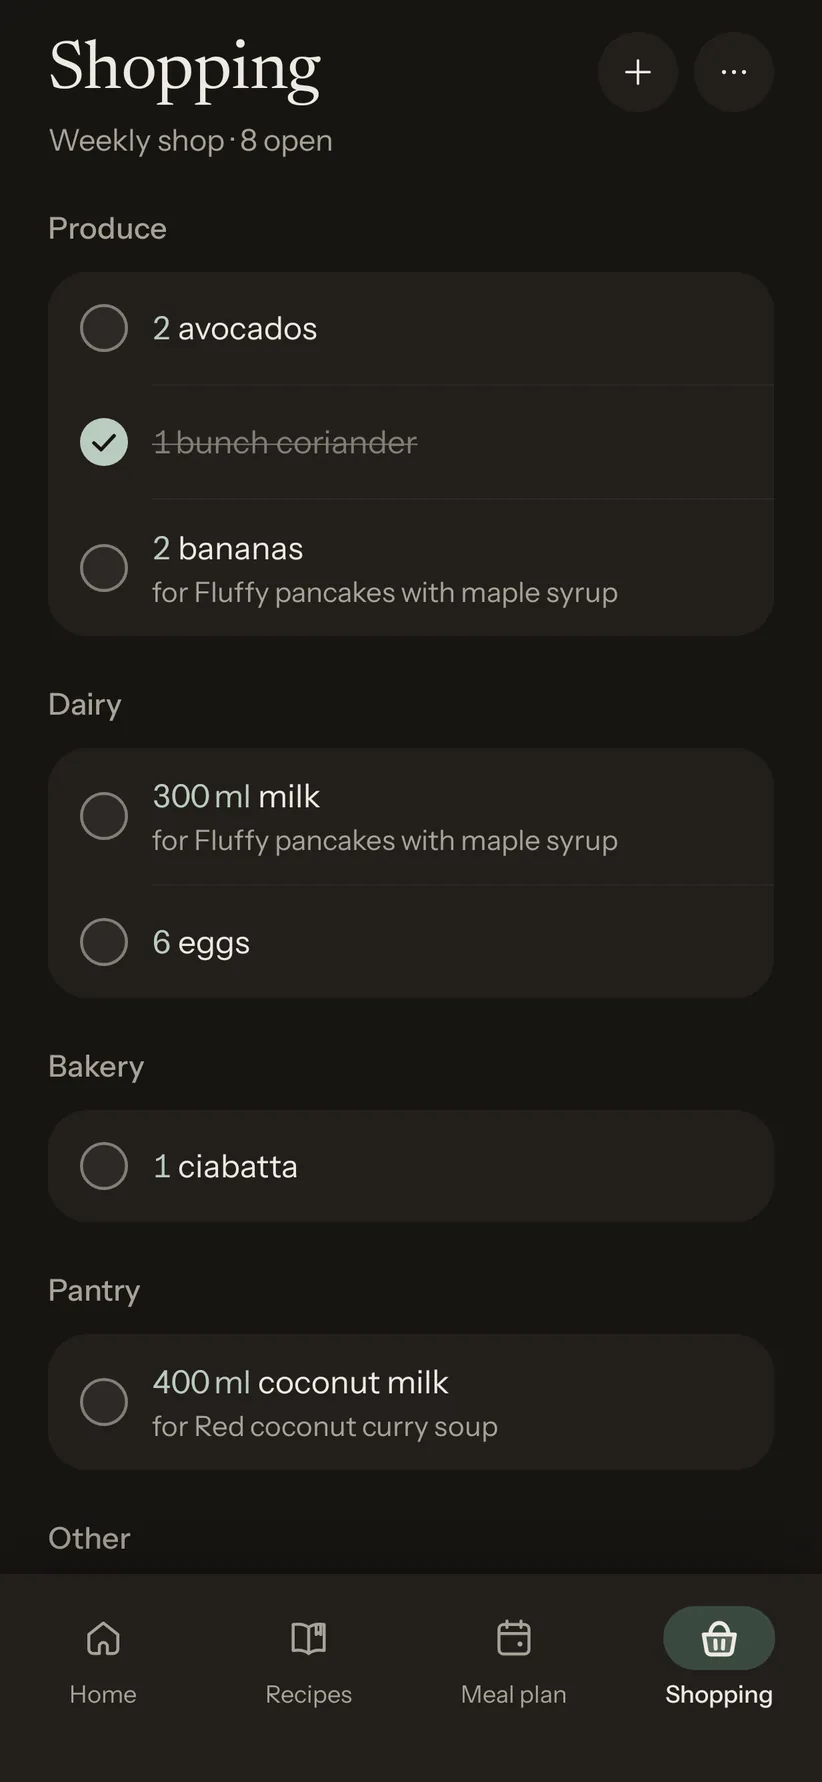 Shopping
Weekly shop · 8 open
Produce
2 avocados
1 bunch coriander
2 bananas
for Fluffy pancakes with maple syrup
Dairy
300 ml milk
for Fluffy pancakes with maple syrup
6 eggs
Bakery
1 ciabatta
Pantry
400 ml coconut milk
for Red coconut curry soup
Other
Home
Recipes
Meal plan
Shopping